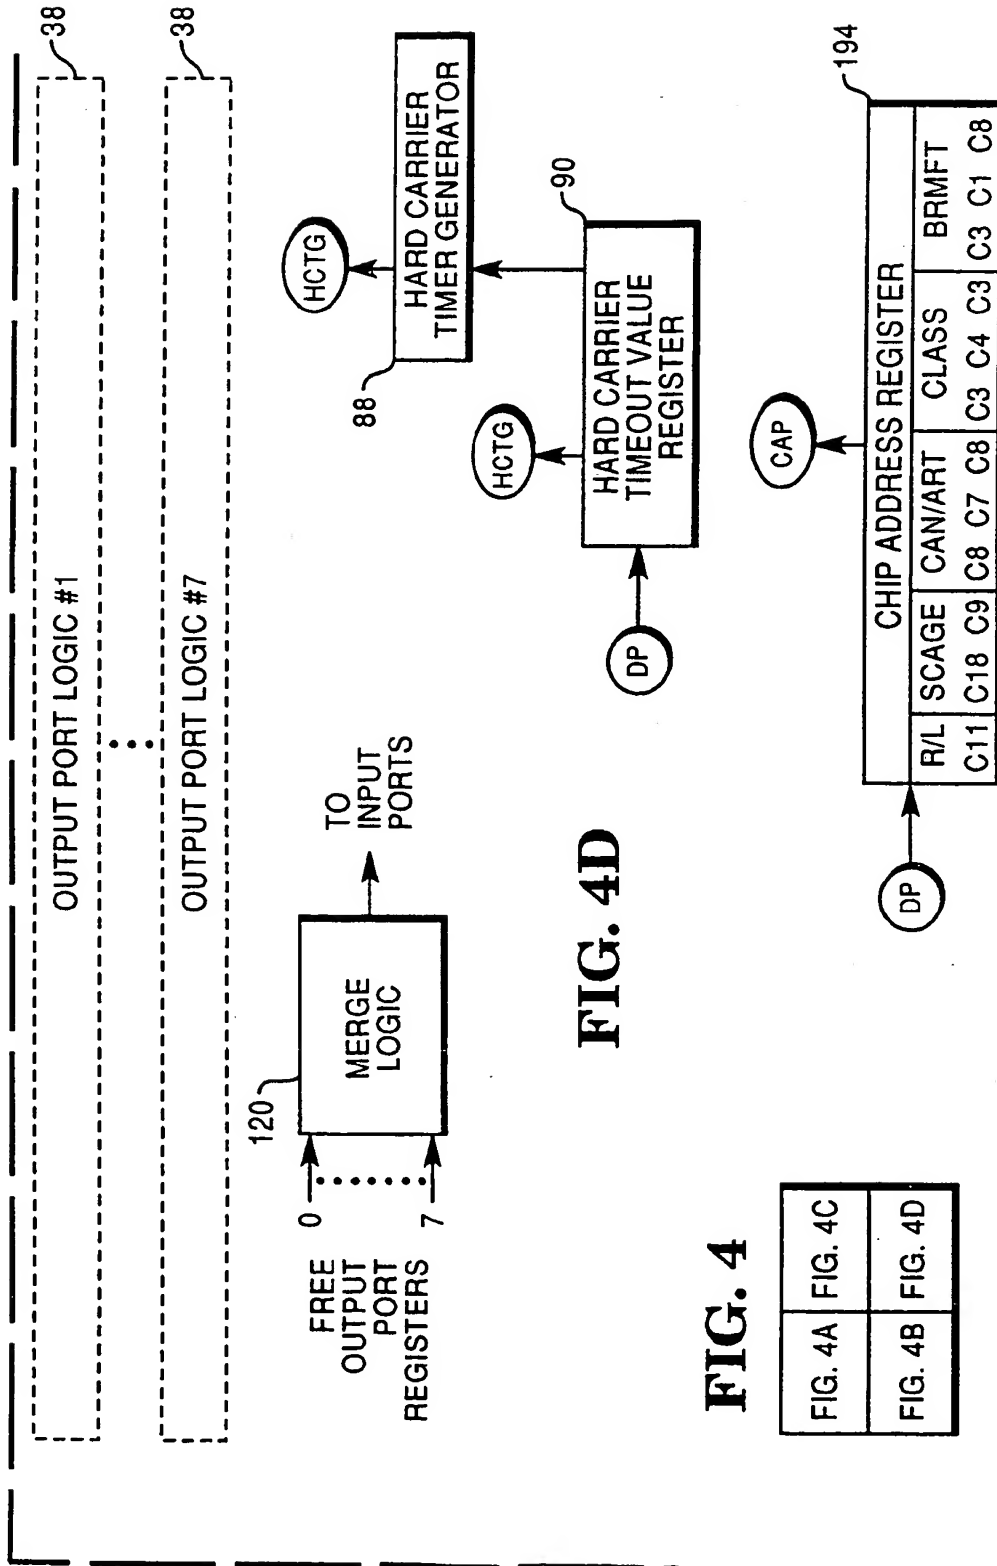 OUTPUT PORT LOGIC #1
38
OUTPUT PORT LOGIC #7
38
FREE
OUTPUT
PORT
REGISTERS
0
7
120
MERGE
LOGIC
TO
INPUT
PORTS
HCTG
88
HARD CARRIER
TIMER GENERATOR
HCTG
90
HARD CARRIER
TIMEOUT VALUE
REGISTER
DP
FIG. 4D
CAP
194
CHIP ADDRESS REGISTER
R/L SCAGE CAN/ART CLASS BRMFT
C11 C18 C9 C8 C7 C8 C3 C4 C3 C3 C1 C8
DP
FIG. 4
FIG. 4A FIG. 4C
FIG. 4B FIG. 4D